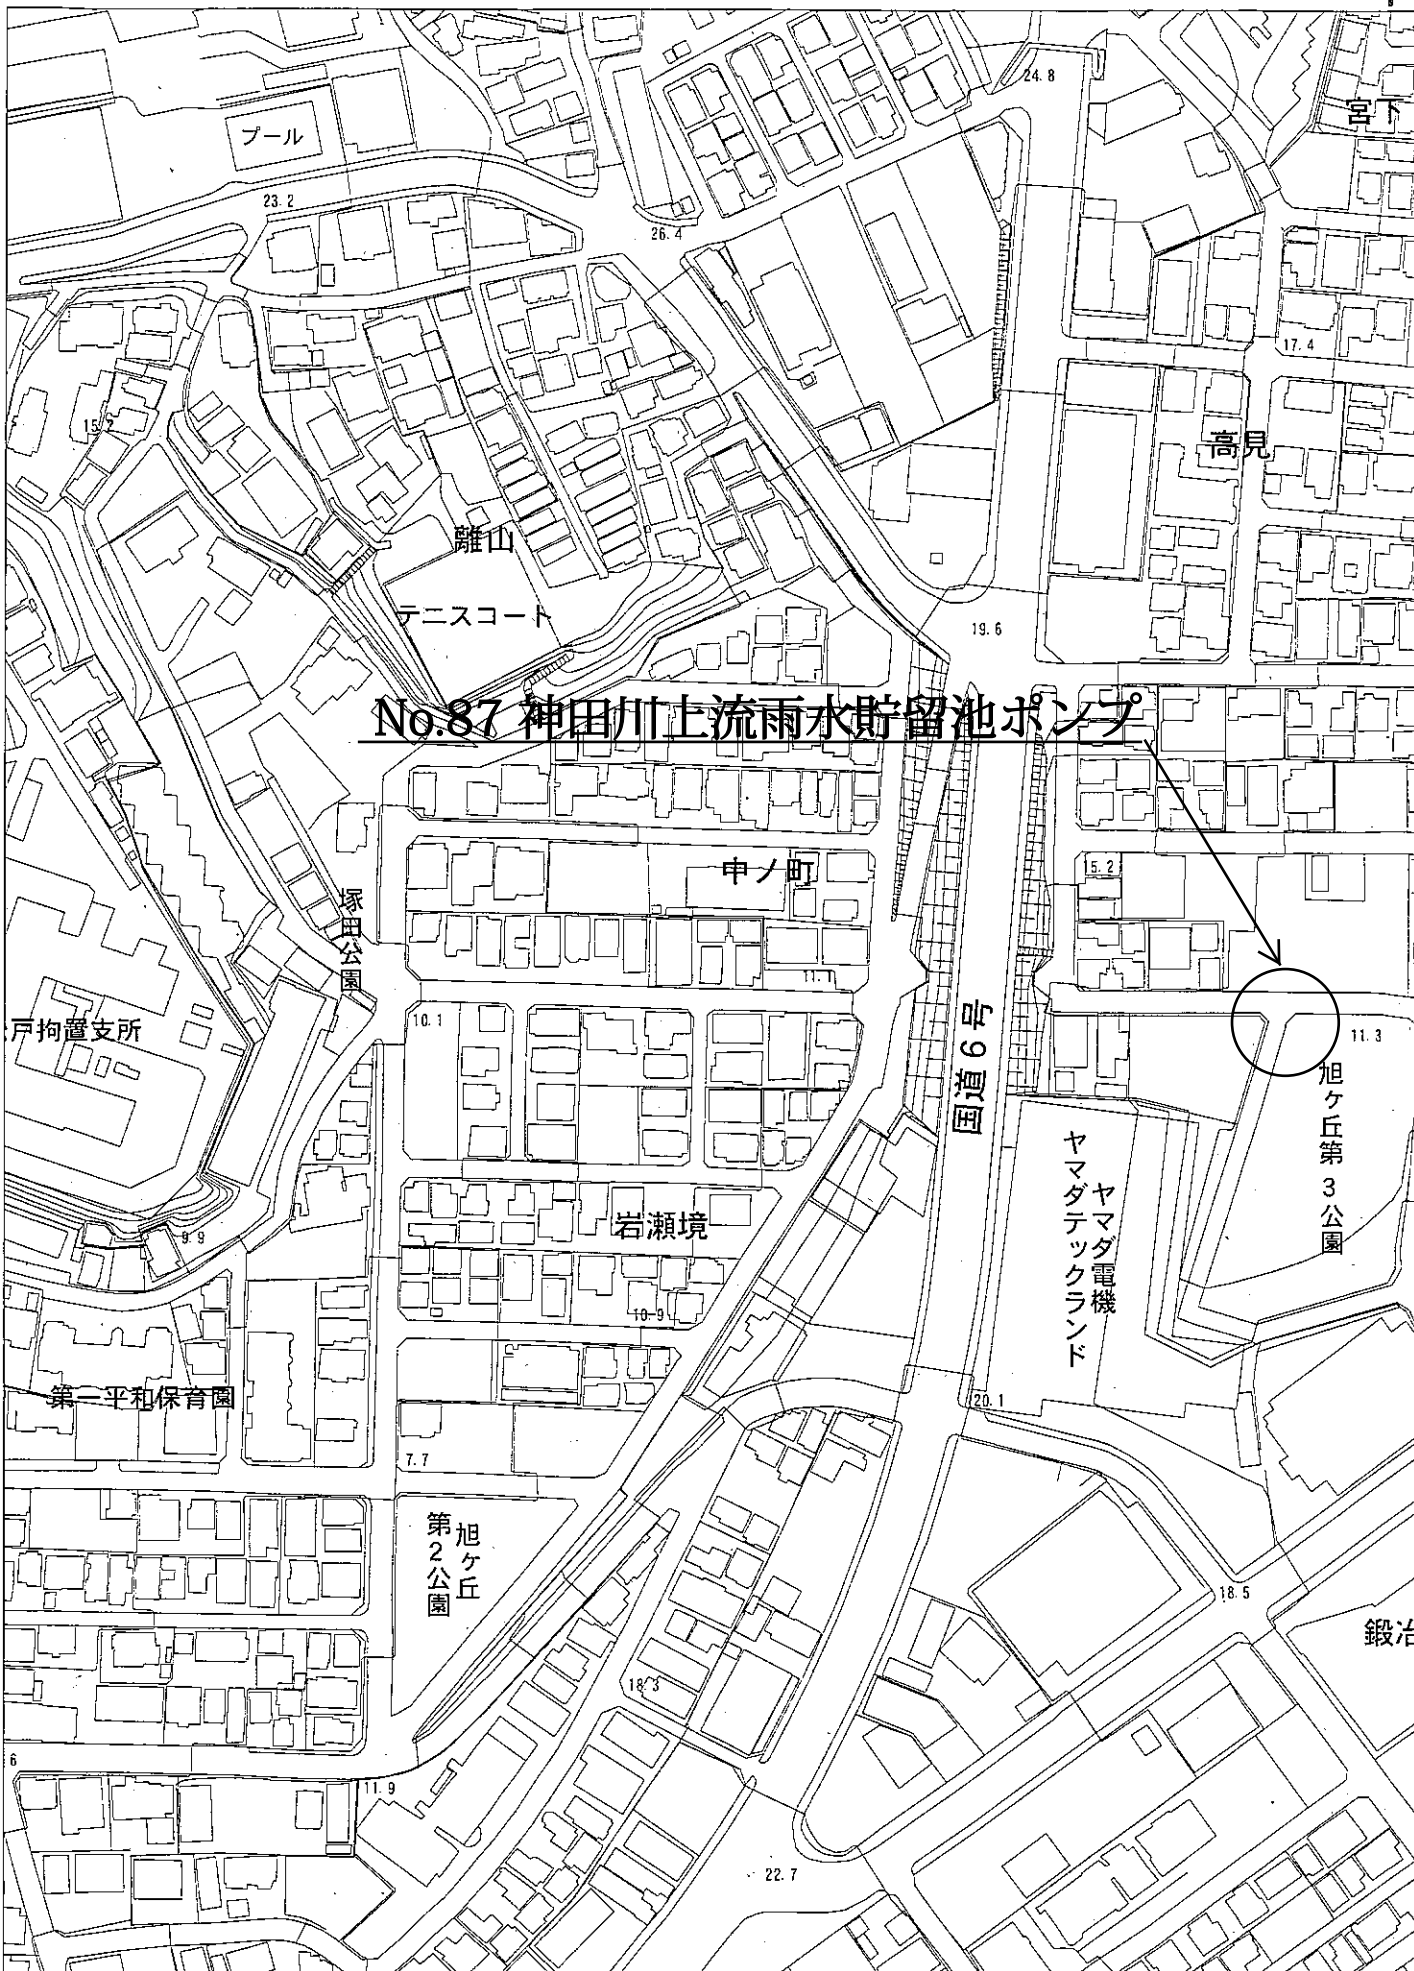 24.8
宮下
プール
23.2
26.4
17.4
15.2
高見
離山
テニスコート
19.6
No.87 神田川上流雨水貯留池ポンプ
申ノ町
15.2
塚田公園
11.1
10.1
国道6号
戸拘置支所
11.3
旭ヶ丘第3公園
ヤマダ電機
ヤマダテックランド
岩瀬境
9.9
10.9
第一平和保育園
20.1
7.7
旭ヶ丘
第2公園
18.5
鍛冶
18.3
6
11.9
22.7